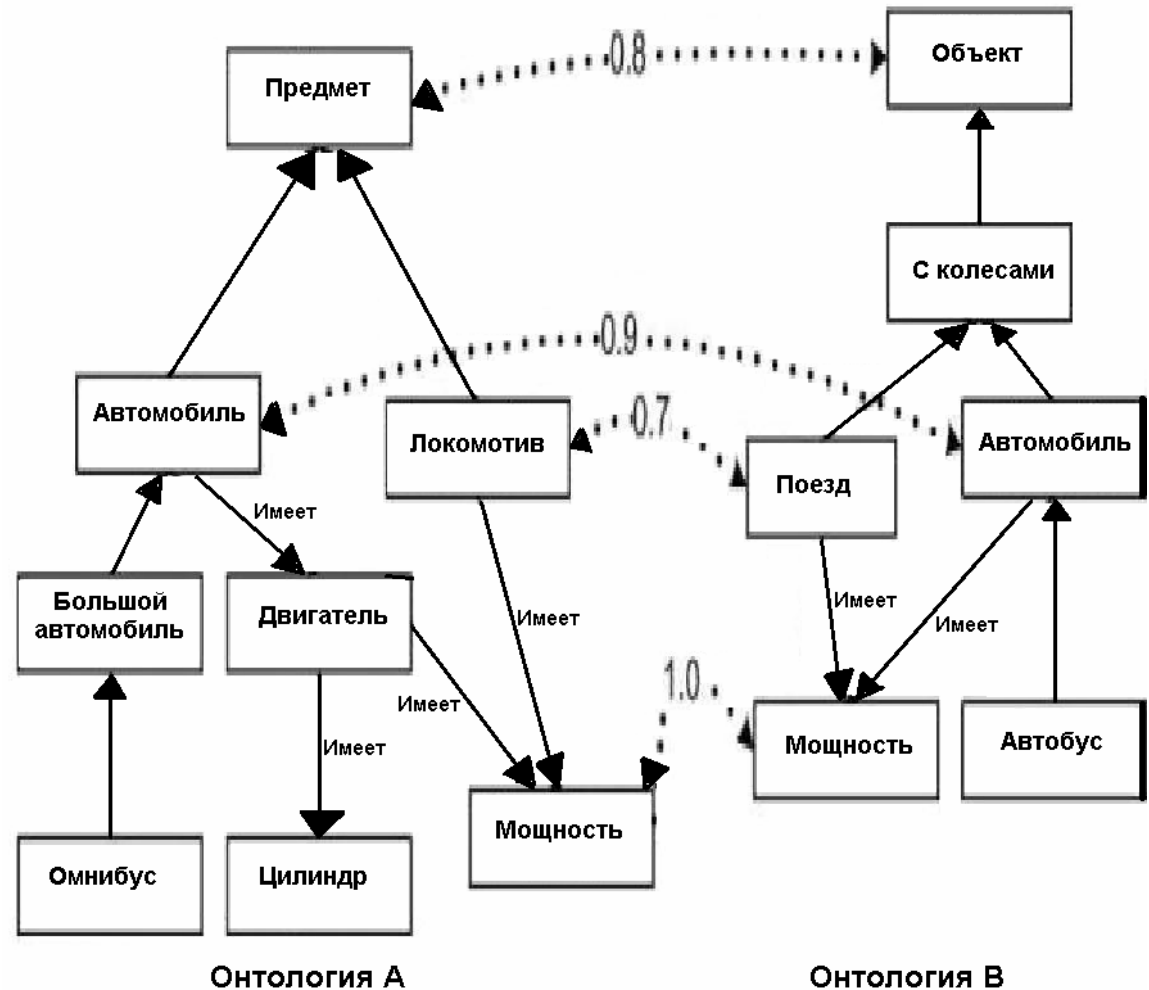 Объект
0.8
Предмет
С колесами
0.9
Автомобиль
Локомотив
0.7
Поезд
Автомобиль
Имеет
Большой
автомобиль
Двигатель
Имеет
Имеет
Имеет
1.0
Имеет
Имеет
Мощность
Автобус
Мощность
Омнибус
Цилиндр
Онтология А
Онтология В